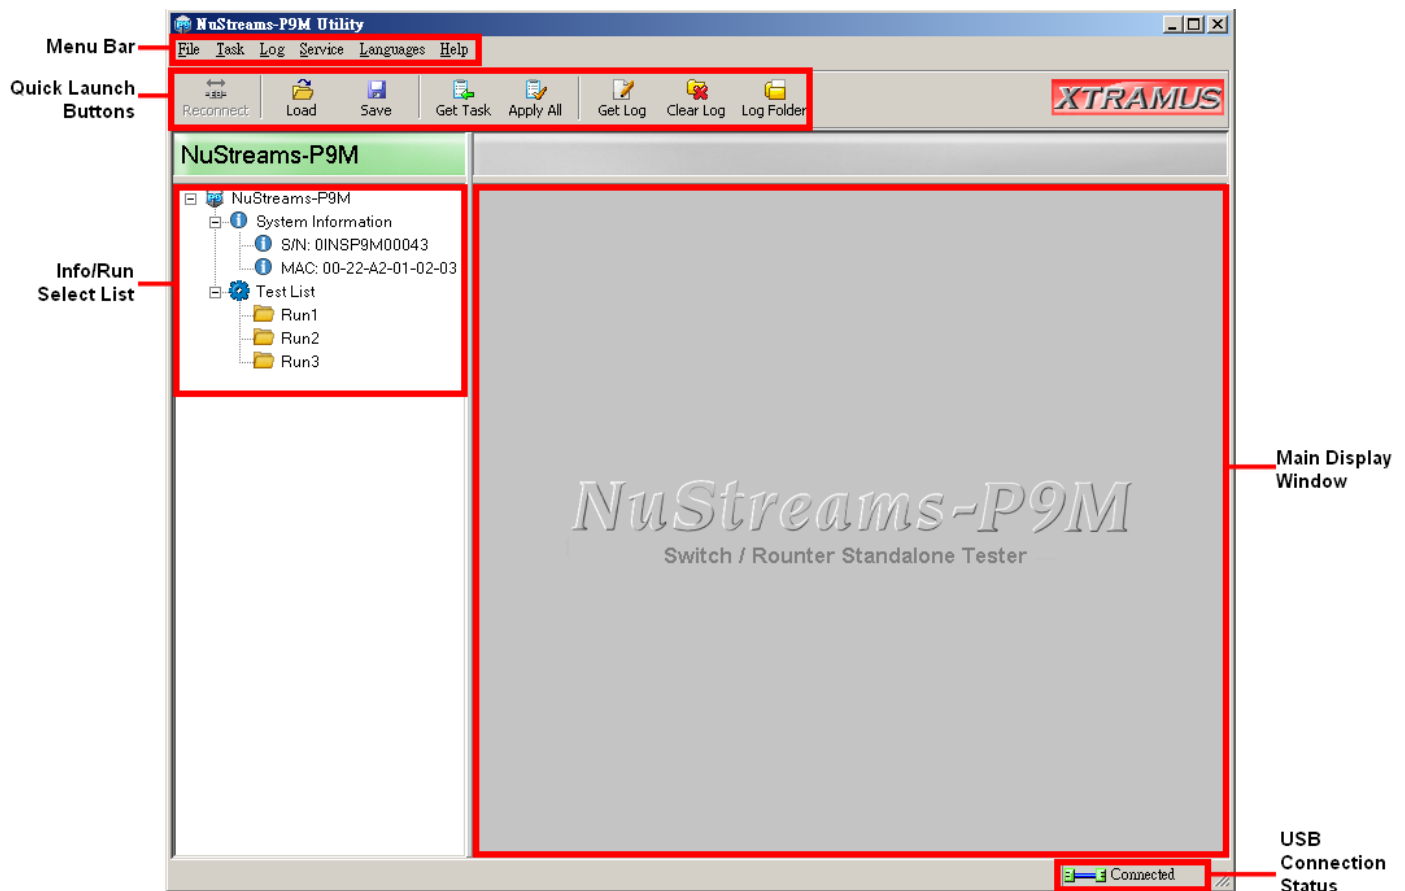 NuStreams-P9M Utility
Menu Bar
File Task Log Service Languages Help
Quick Launch
Buttons
Reconnect Load Save Get Task Apply All Get Log Clear Log Log Folder
XTRAMUS
NuStreams-P9M
NuStreams-P9M
System Information
S/N: 0INSP9M00043
MAC: 00-22-A2-01-02-03
Test List
Run1
Run2
Run3
Info/Run
Select List
NuStreams-P9M
Switch / Rounter Standalone Tester
Main Display
Window
Connected
USB
Connection
Status